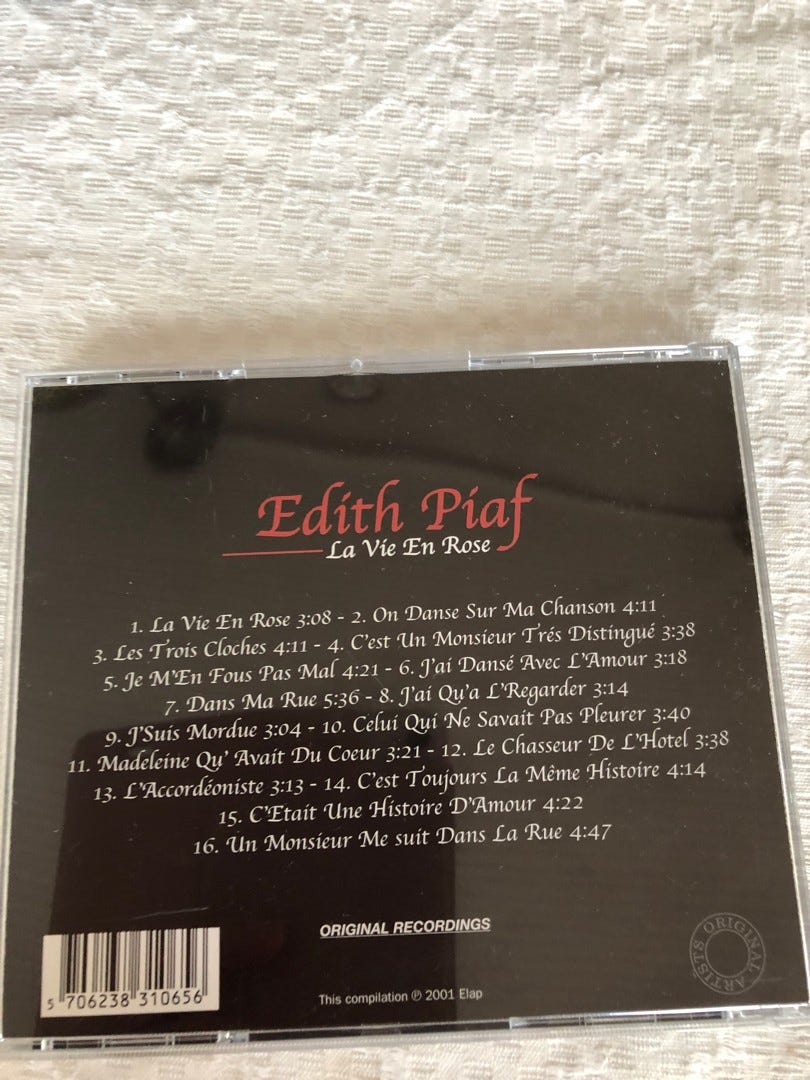 Edith Piaf
La Vie En Rose
1. La Vie En Rose 3:08 - 2. On Danse Sur Ma Chanson 4:11
3. Les Trois Cloches 4:11 - 4. C'est Un Monsieur Trés Distingué 3:38
5. Je M'En Fous Pas Mal 4:21 - 6. J'ai Dansé Avec L'Amour 3:18
7. Dans Ma Rue 5:36 - 8. J'ai Qu'a L'Regarder 3:14
9. J'Suis Mordue 3:04 - 10. Celui Qui Ne Savait Pas Pleurer 3:40
11. Madeleine Qu' Avait Du Coeur 3:21 - 12. Le Chasseur De L'Hotel 3:38
13. L'Accordéoniste 3:13 - 14. C'est Toujours La Même Histoire 4:14
15. C'Etait Une Histoire D'Amour 4:22
16. Un Monsieur Me suit Dans La Rue 4:47
ORIGINAL RECORDINGS
This compilation ℗ 2001 Elap
5 706238 310656
ORIGINAL ARTISTS